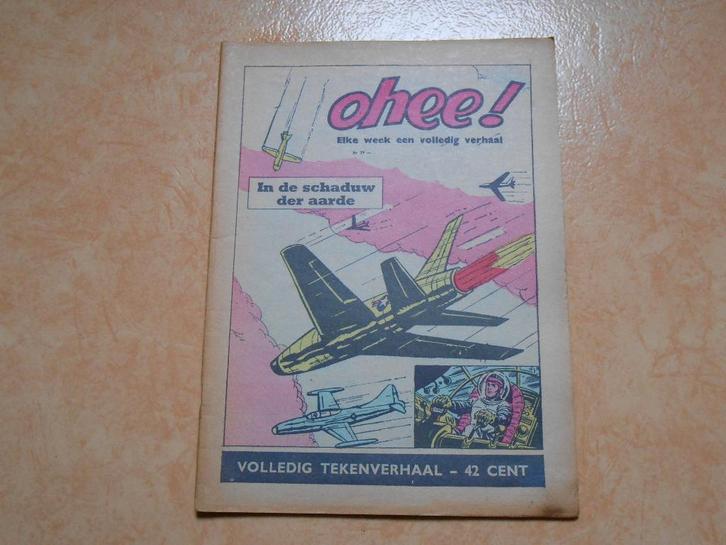 ohee!
Elke week een volledig verhaal
In de schaduw
der aarde
VOLLEDIG TEKENVERHAAL – 42 CENT